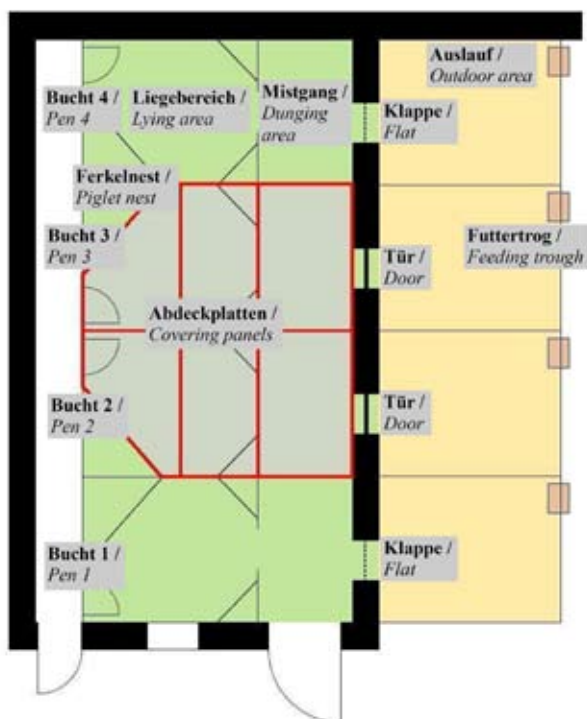 Auslauf /
Outdoor area
Bucht 4 /
Pen 4
Liegebereich /
Lying area
Mistgang /
Dunging
area
Klappe /
Flat
Ferkelnest /
Piglet nest
Bucht 3 /
Pen 3
Tür /
Door
Futtertrog /
Feeding trough
Abdeckplatten /
Covering panels
Bucht 2 /
Pen 2
Tür /
Door
Bucht 1 /
Pen 1
Klappe /
Flat